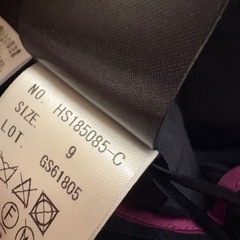 NO. HS185085-C
SIZE. 9
LOT. GS61805